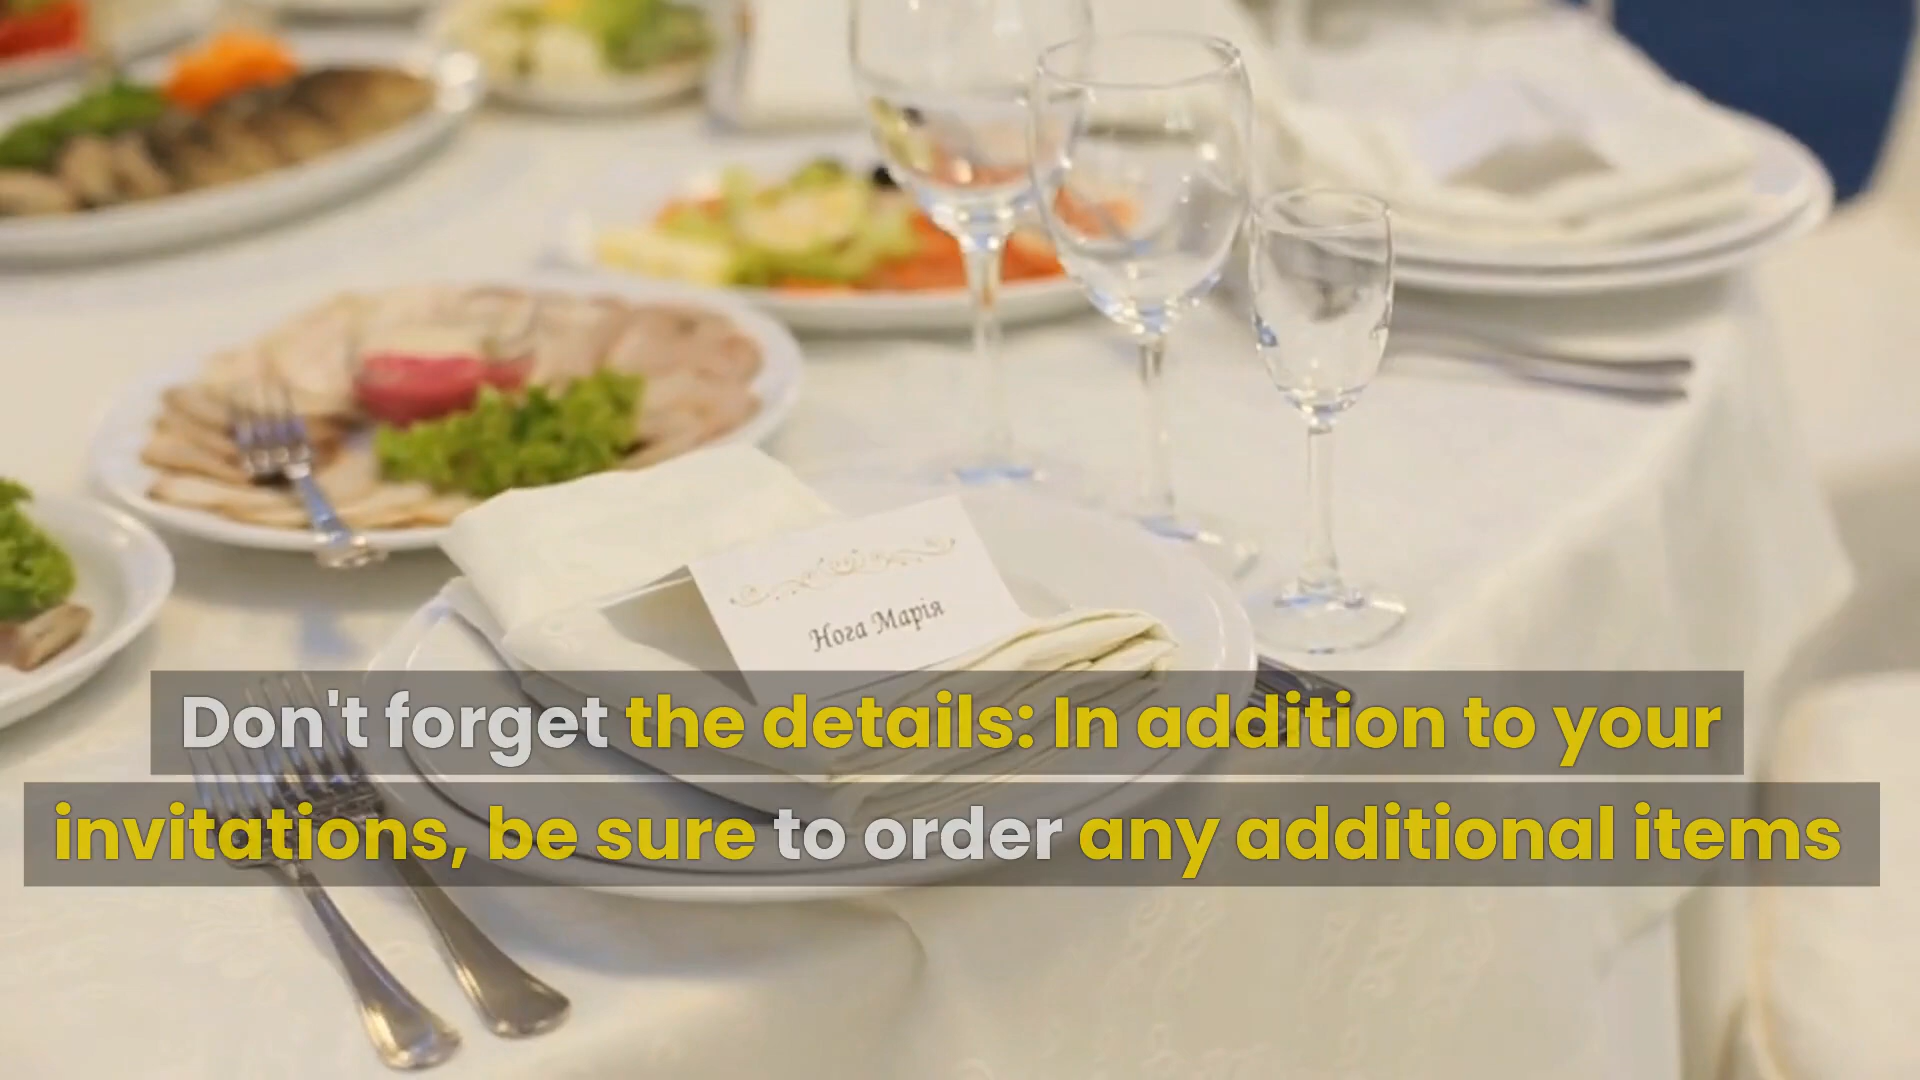 Нога Марія
Don't forget the details: In addition to your
invitations, be sure to order any additional items